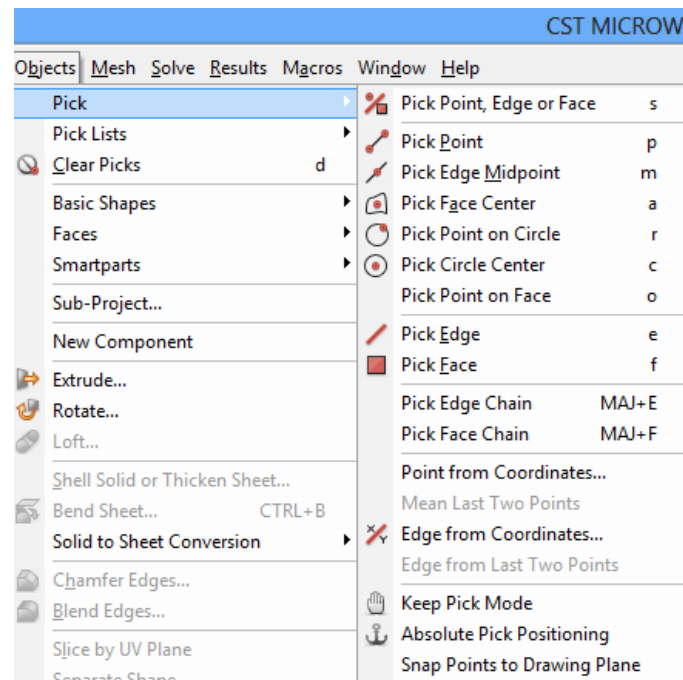 CST MICROW
Objects Mesh Solve Results Macros Window Help
Pick
Pick Lists
Clear Picks d
Basic Shapes
Faces
Smartparts
Sub-Project...
New Component
Extrude...
Rotate...
Loft...
Shell Solid or Thicken Sheet...
Bend Sheet... CTRL+B
Solid to Sheet Conversion
Chamfer Edges...
Blend Edges...
Slice by UV Plane
Separate Shape
Pick Point, Edge or Face s
Pick Point p
Pick Edge Midpoint m
Pick Face Center a
Pick Point on Circle r
Pick Circle Center c
Pick Point on Face o
Pick Edge e
Pick Face f
Pick Edge Chain MAJ+E
Pick Face Chain MAJ+F
Point from Coordinates...
Mean Last Two Points
Edge from Coordinates...
Edge from Last Two Points
Keep Pick Mode
Absolute Pick Positioning
Snap Points to Drawing Plane